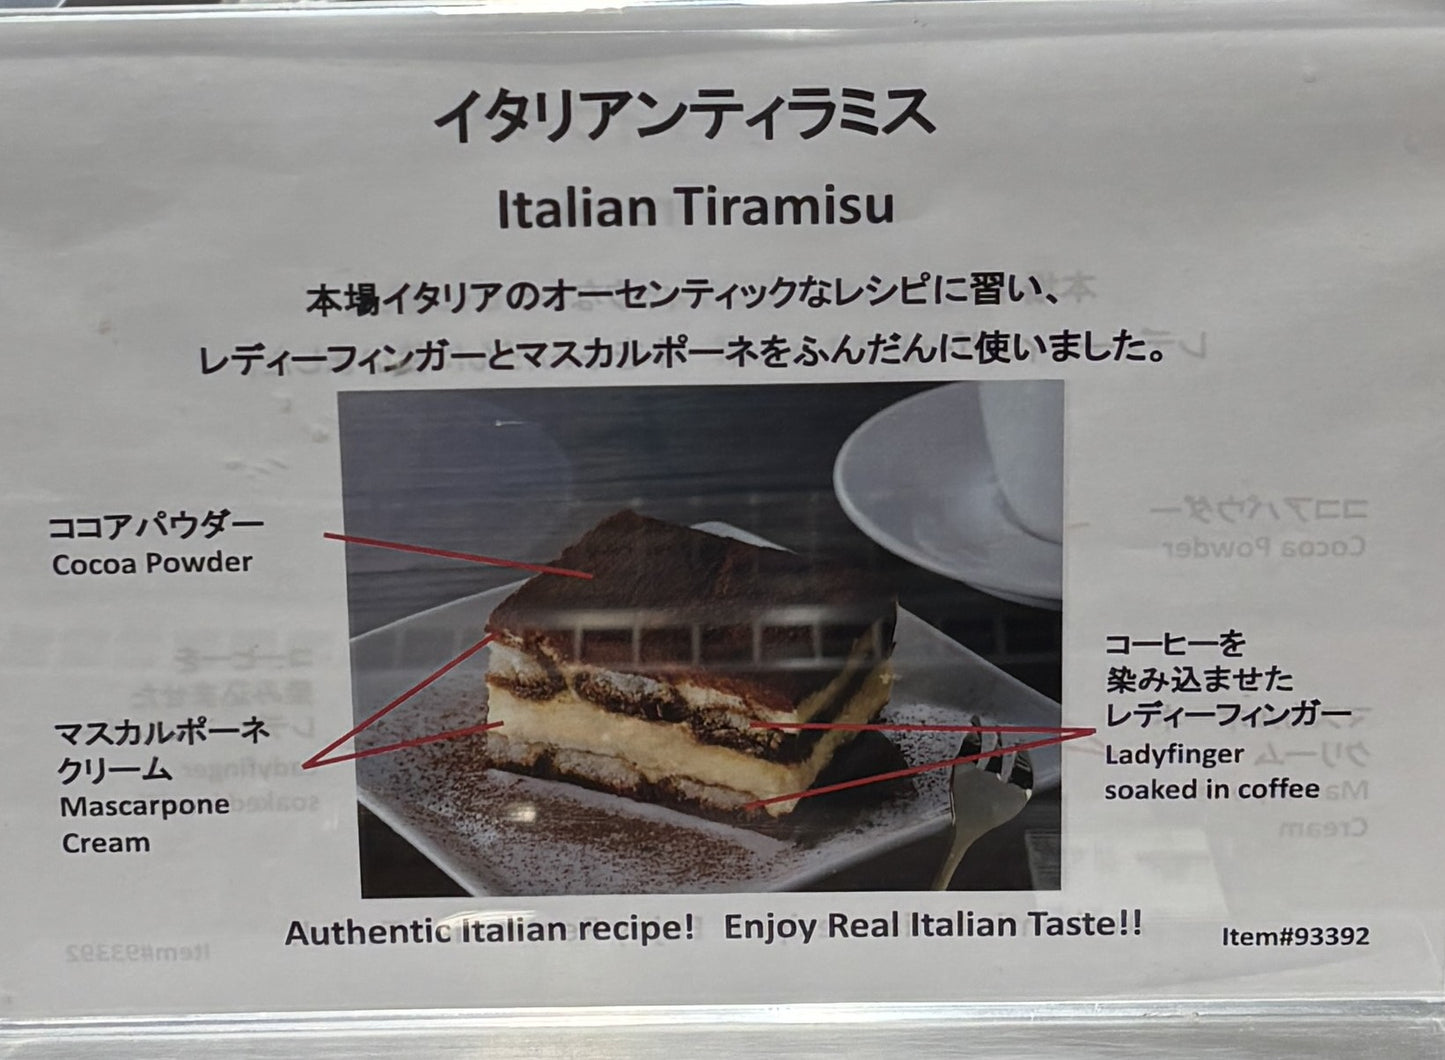 イタリアンティラミス
Italian Tiramisu
本場イタリアのオーセンティックなレシピに習い、
レディーフィンガーとマスカルポーネをふんだんに使いました。
ココアパウダー
Cocoa Powder
マスカルポーネ
クリーム
Mascarpone
Cream
コーヒーを
染み込ませた
レディーフィンガー
Ladyfinger
soaked in coffee
Authentic Italian recipe! Enjoy Real Italian Taste!!
Item#93392